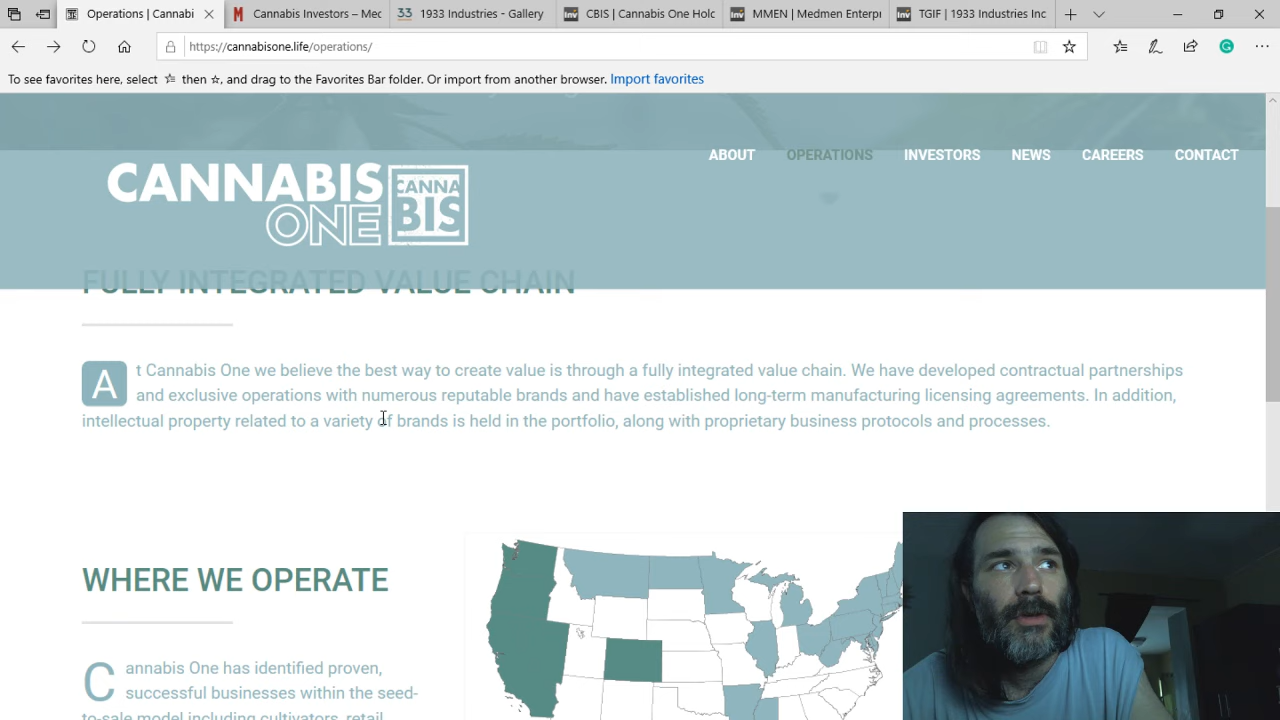 Operations | Cannabi
Cannabis Investors – Mec
1933 Industries - Gallery
CBIS | Cannabis One Holc
MMEN | Medmen Enterpi
TGIF | 1933 Industries Inc
https://cannabisone.life/operations/
To see favorites here, select ☆ then ☆, and drag to the Favorites Bar folder. Or import from another browser. Import favorites
ABOUT OPERATIONS INVESTORS NEWS CAREERS CONTACT
CANNABIS
ONE
CANNA
BIS
FULLY INTEGRATED VALUE CHAIN
At Cannabis One we believe the best way to create value is through a fully integrated value chain. We have developed contractual partnerships
and exclusive operations with numerous reputable brands and have established long-term manufacturing licensing agreements. In addition,
intellectual property related to a variety of brands is held in the portfolio, along with proprietary business protocols and processes.
WHERE WE OPERATE
Cannabis One has identified proven,
successful businesses within the seed-
to-sale model including cultivators, retail